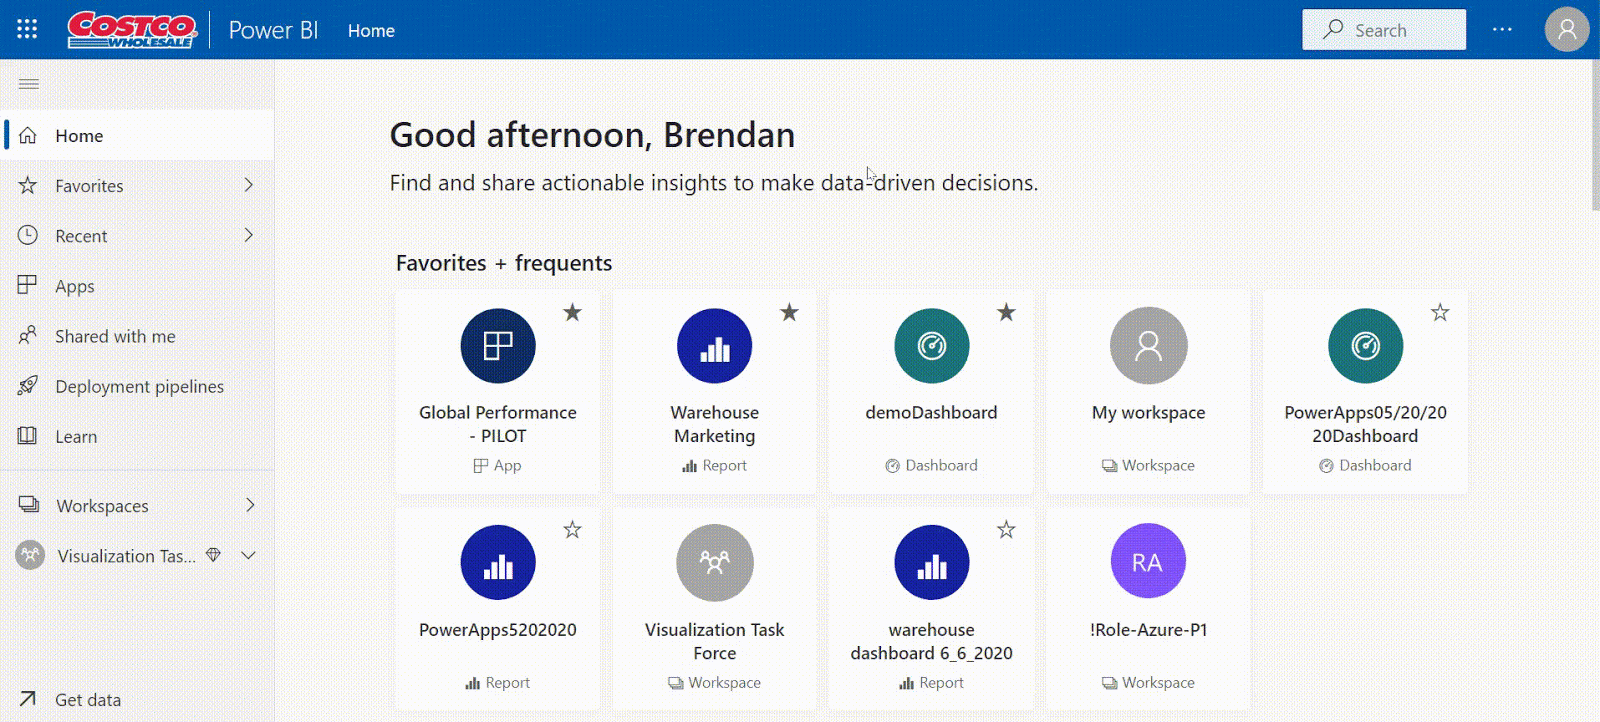 COSTCO
WHOLESALE
Power BI
Home
Search
Home
Favorites
Recent
Apps
Shared with me
Deployment pipelines
Learn
Workspaces
Visualization Tas...
Get data
Good afternoon, Brendan
Find and share actionable insights to make data-driven decisions.
Favorites + frequents
Global Performance
- PILOT
App
Warehouse
Marketing
Report
demoDashboard
Dashboard
My workspace
Workspace
PowerApps05/20/20
20Dashboard
Dashboard
PowerApps5202020
Report
Visualization Task
Force
Workspace
warehouse
dashboard 6_6_2020
Report
RA
!Role-Azure-P1
Workspace